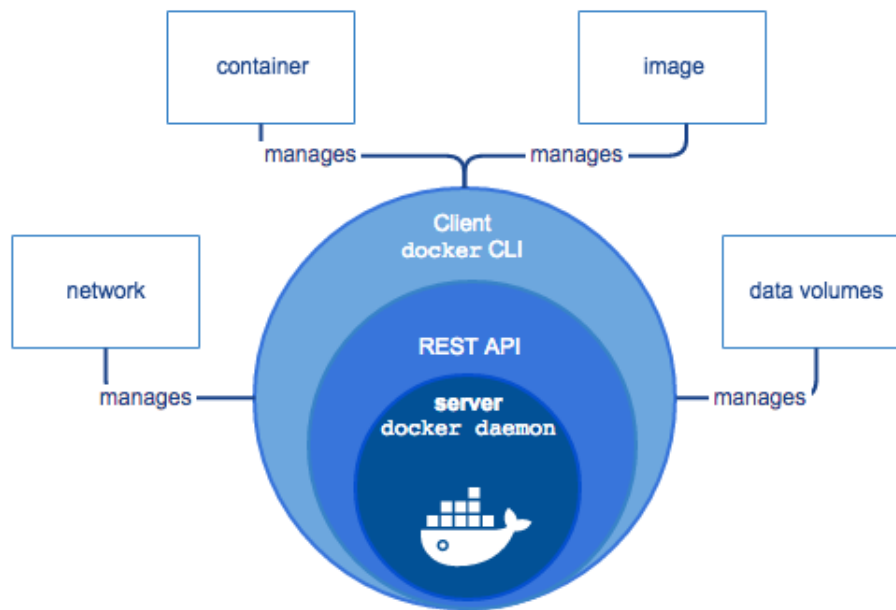 container
image
manages
manages
Client
docker CLI
network
data volumes
REST API
manages
server
manages
docker daemon